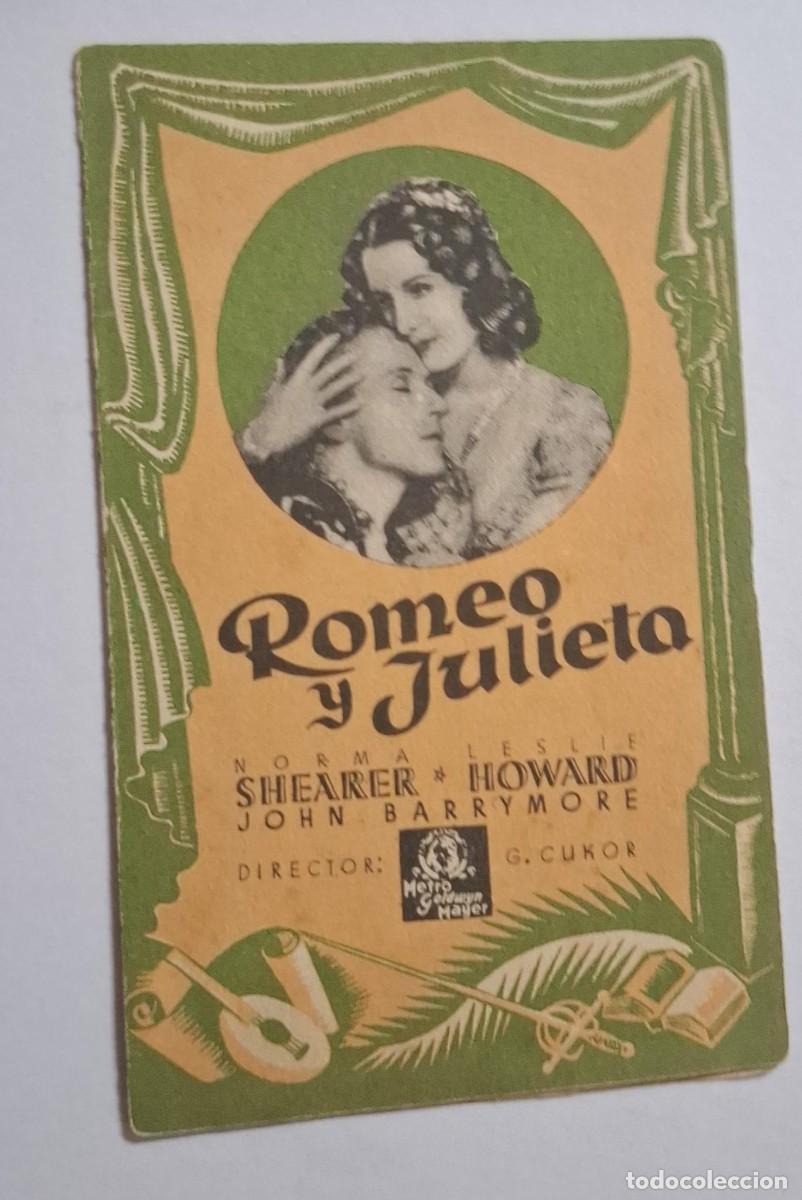 Romeo
y Julieta
NORMA LESLIE
SHEARER * HOWARD
JOHN BARRYMORE
DIRECTOR: G. CUKOR
Metro
Goldwyn
Mayer
todocoleccion